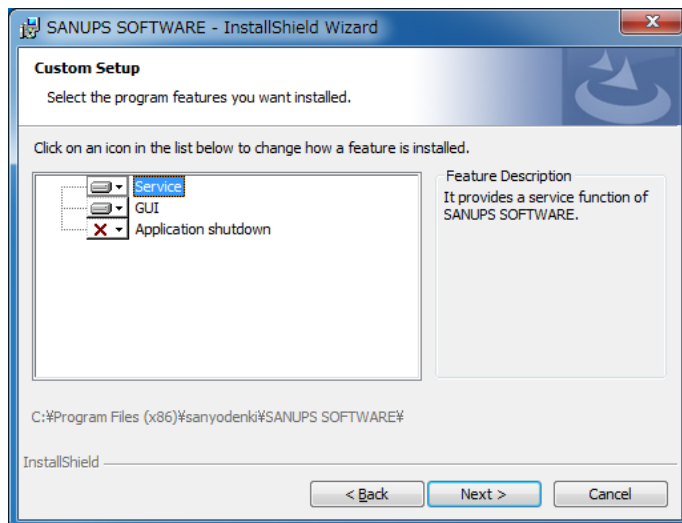 SANUPS SOFTWARE - InstallShield Wizard
Custom Setup
Select the program features you want installed.
Click on an icon in the list below to change how a feature is installed.
Service
GUI
Application shutdown
Feature Description
It provides a service function of
SANUPS SOFTWARE.
C:¥Program Files (x86)¥sanyodenki¥SANUPS SOFTWARE¥
InstallShield
< Back
Next >
Cancel